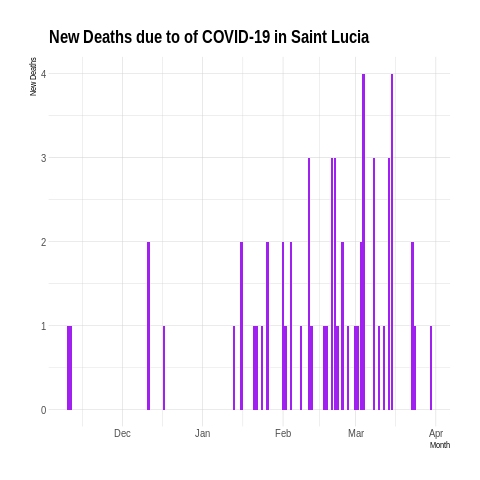 New Deaths due to of COVID-19 in Saint Lucia
New Deaths
4
3
2
1
0
Dec Jan Feb Mar Apr
Month